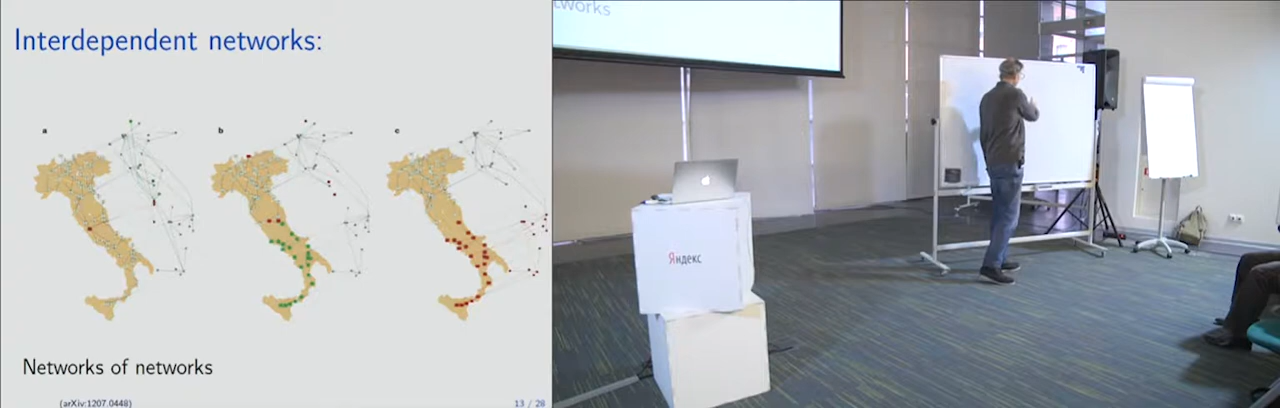 Interdependent networks:
a
b
c
Networks of networks
(arXiv:1207.0448)
13 / 28
tworks
Яндекс